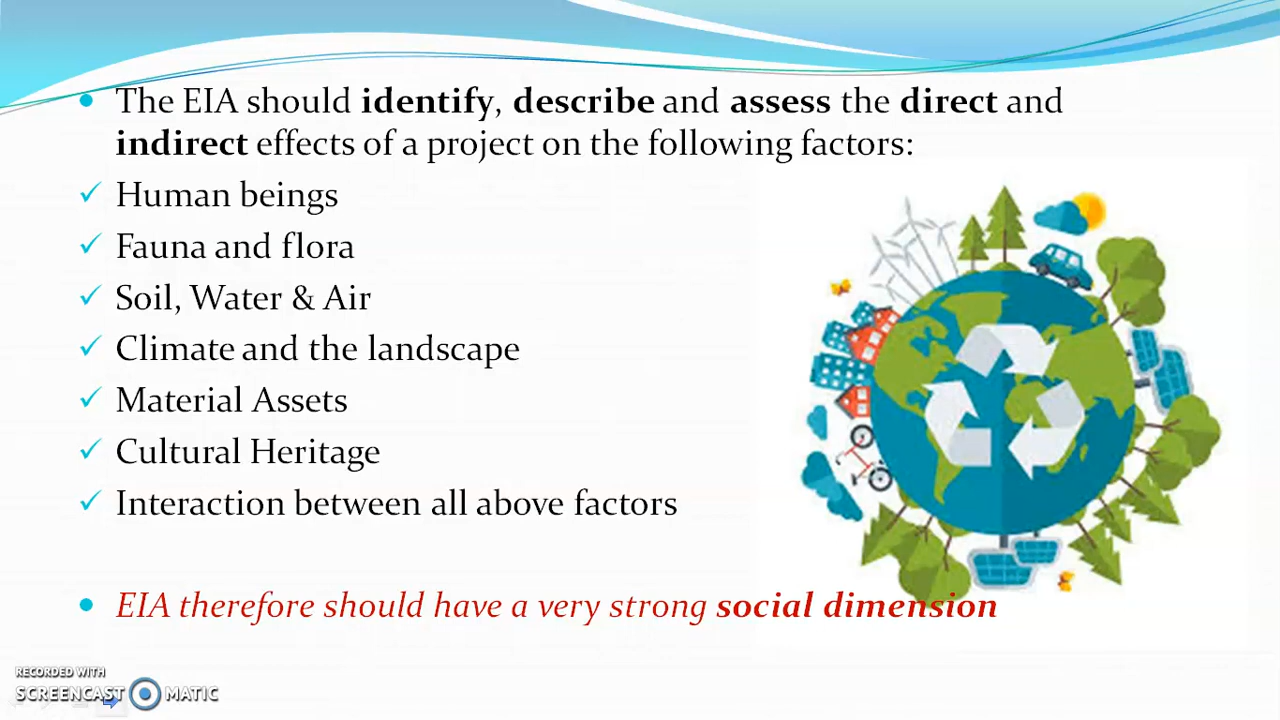 The EIA should identify, describe and assess the direct and
indirect effects of a project on the following factors:
Human beings
Fauna and flora
Soil, Water & Air
Climate and the landscape
Material Assets
Cultural Heritage
Interaction between all above factors
EIA therefore should have a very strong social dimension
RECORDED WITH
SCREENCAST MATIC